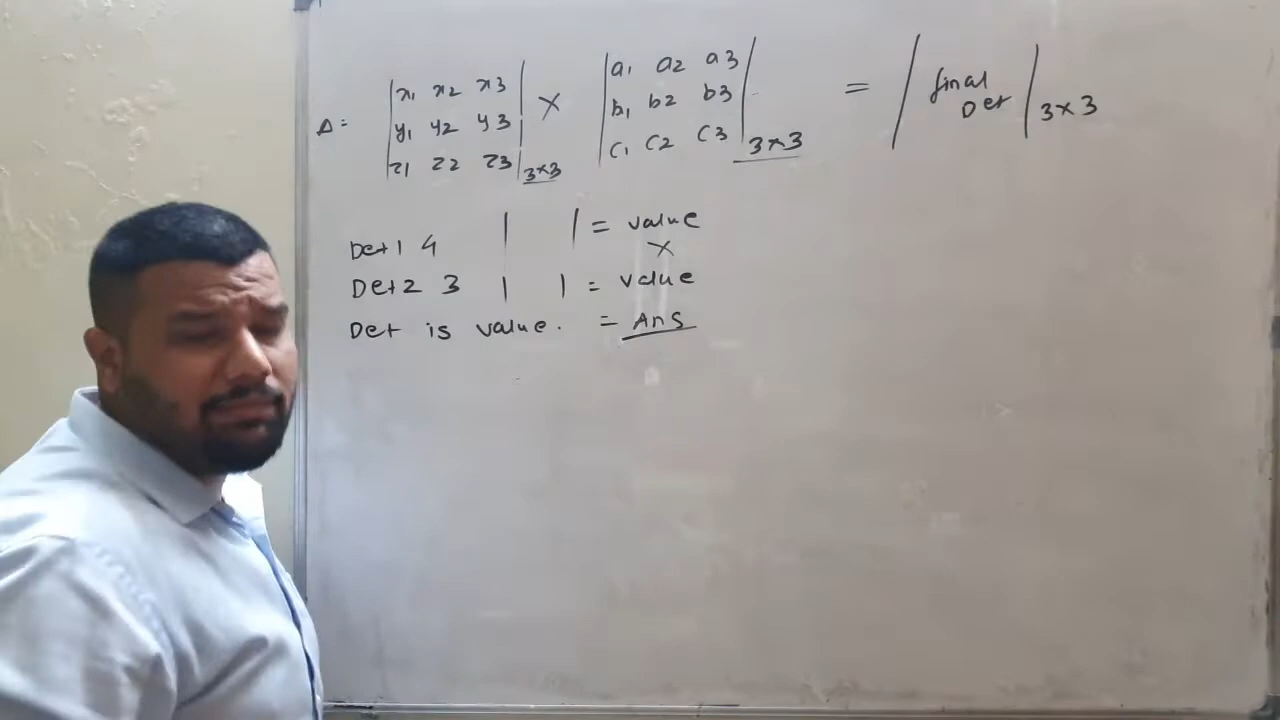 Δ = | x1 x2 x3 | × | a1 a2 a3 | = | final
| y1 y2 y3 | | b1 b2 b3 | Det | 3×3
| z1 z2 z3 | 3×3 | c1 c2 c3 | 3×3
Det1 4 | | = value
×
Det2 3 | | = value
Det is value. = Ans